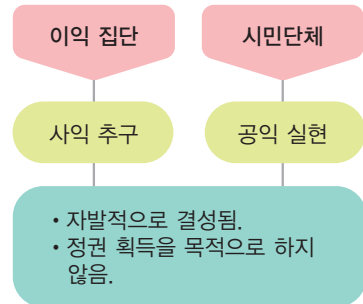 이익 집단
시민단체
사익 추구
공익 실현
• 자발적으로 결성됨.
• 정권 획득을 목적으로 하지
않음.